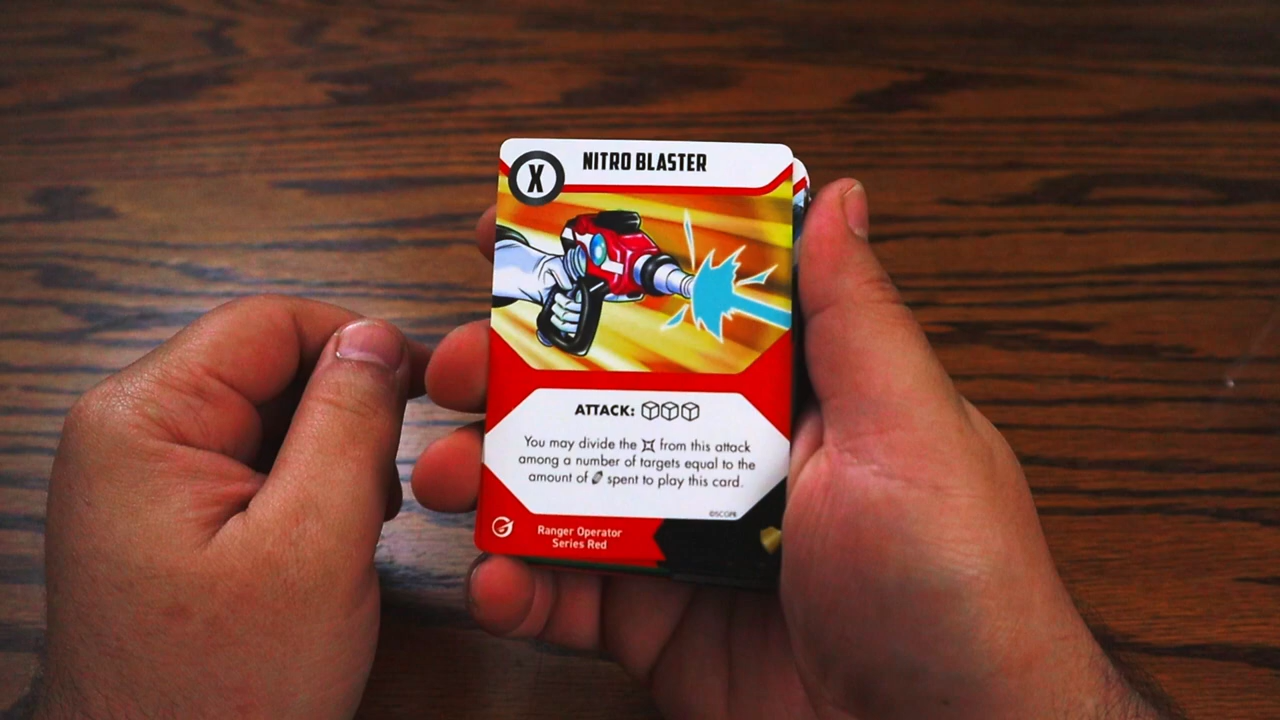 X
NITRO BLASTER
ATTACK:
You may divide the from this attack
among a number of targets equal to the
amount of spent to play this card.
©SCGPR
Ranger Operator
Series Red